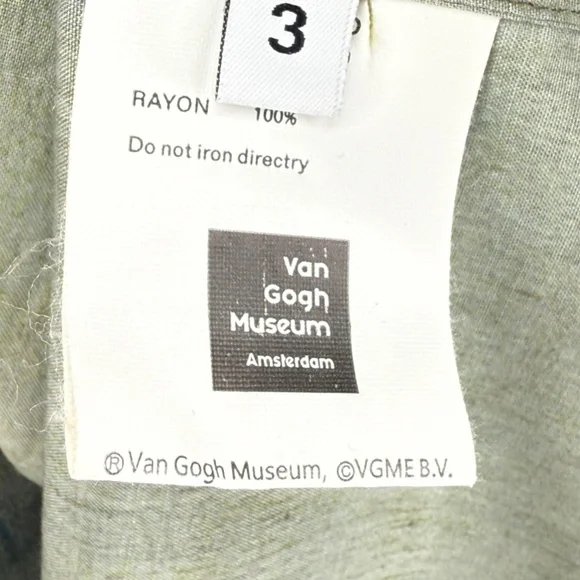 3
RAYON
100%
Do not iron directry
Van
Gogh
Museum
Amsterdam
®Van Gogh Museum, ©VGME B.V.